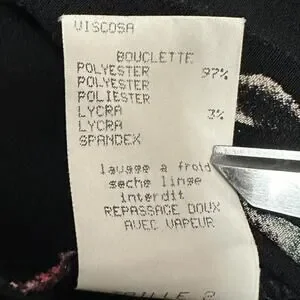 VISCOSA
BOUCLETTE
POLYESTER 97%
POLYESTER
POLIESTER
LYCRA 3%
LYCRA
SPANDEX
lavage a froid
seche linge
interdit
REPASSAGE DOUX
AVEC VAPEUR